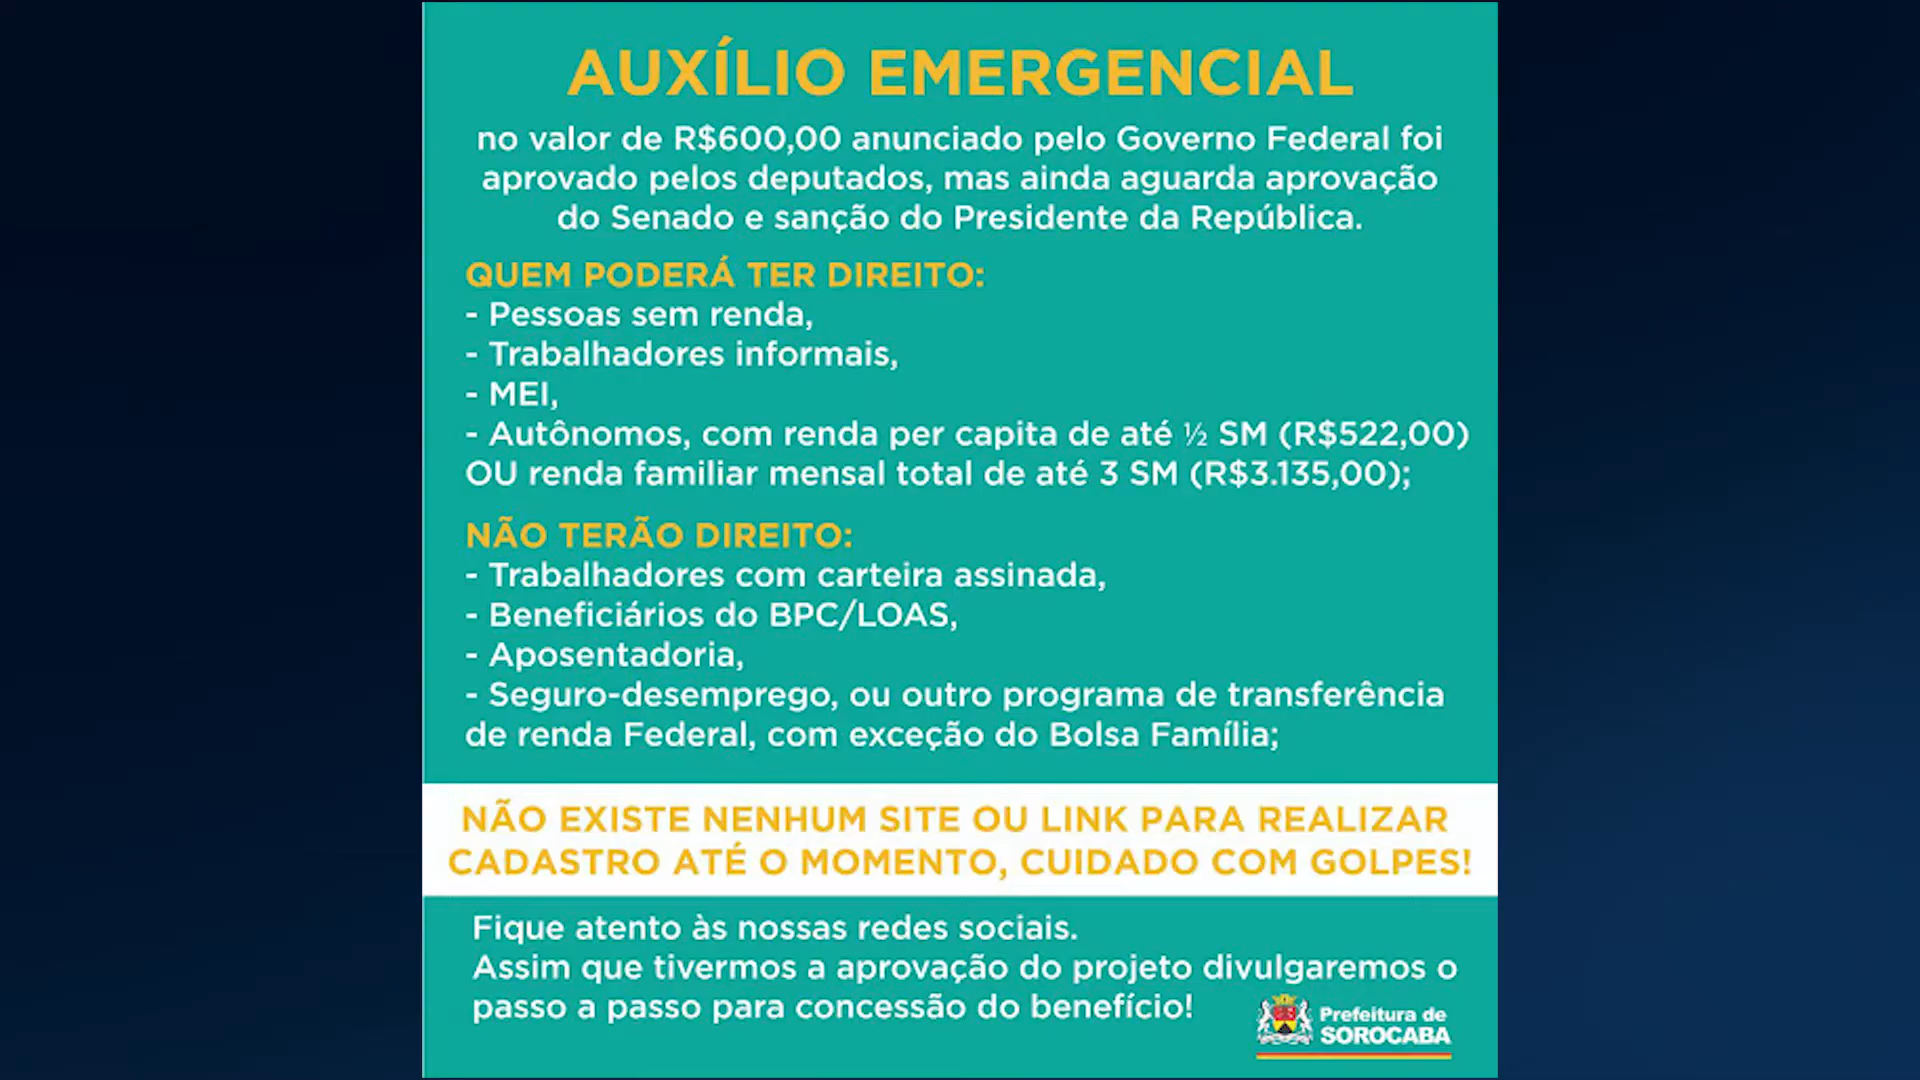 AUXÍLIO EMERGENCIAL
no valor de R$600,00 anunciado pelo Governo Federal foi
aprovado pelos deputados, mas ainda aguarda aprovação
do Senado e sanção do Presidente da República.
QUEM PODERÁ TER DIREITO:
- Pessoas sem renda,
- Trabalhadores informais,
- MEI,
- Autônomos, com renda per capita de até ½ SM (R$522,00)
OU renda familiar mensal total de até 3 SM (R$3.135,00);
NÃO TERÃO DIREITO:
- Trabalhadores com carteira assinada,
- Beneficiários do BPC/LOAS,
- Aposentadoria,
- Seguro-desemprego, ou outro programa de transferência
de renda Federal, com exceção do Bolsa Família;
NÃO EXISTE NENHUM SITE OU LINK PARA REALIZAR
CADASTRO ATÉ O MOMENTO, CUIDADO COM GOLPES!
Fique atento às nossas redes sociais.
Assim que tivermos a aprovação do projeto divulgaremos o
passo a passo para concessão do benefício!
Prefeitura de
SOROCABA